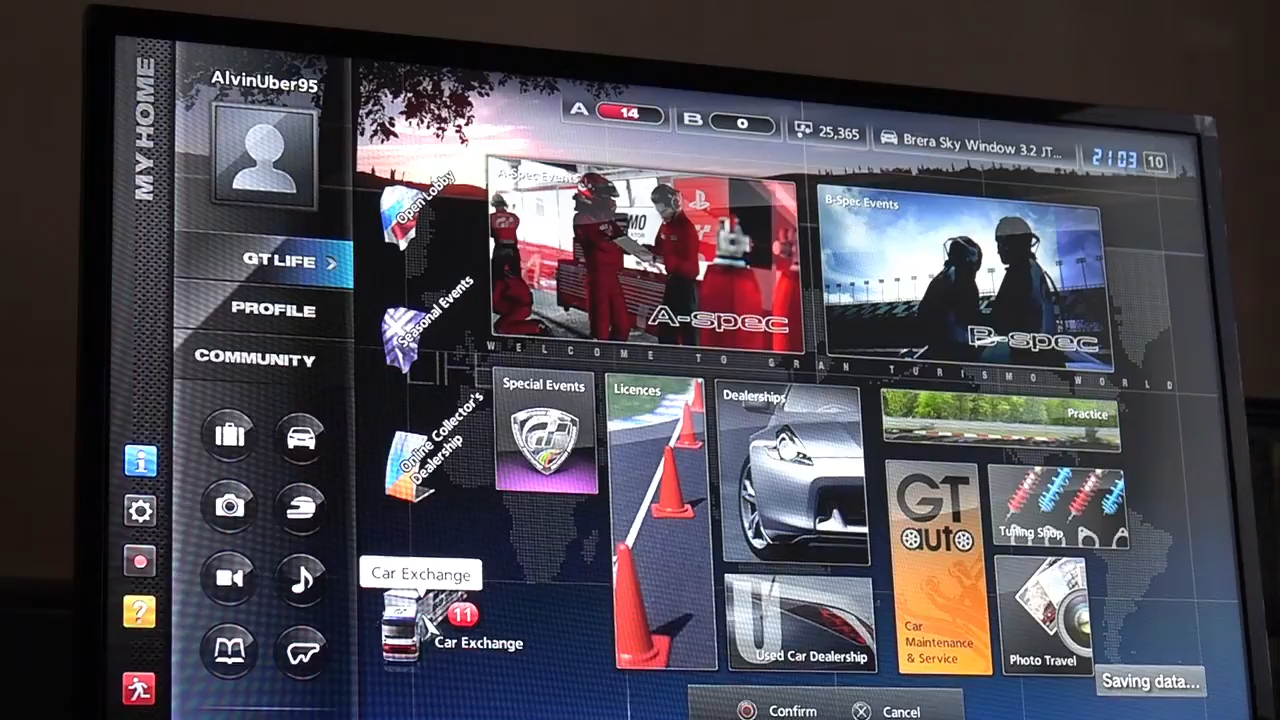 MY HOME
AlvinUber95
GT LIFE
PROFILE
COMMUNITY
A 14
B 0
25,365
Brera Sky Window 3.2 JT...
21:03 10
Open Lobby
Seasonal Events
Online Collector's
Dealership
A-Spec Events
A-spec
B-Spec Events
B-spec
WELCOME TO GRAN TURISMO WORLD
Special Events
Licences
Dealerships
Practice
GT
auto
Car
Maintenance
& Service
Tuning Shop
Used Car Dealership
Photo Travel
Car Exchange
11
Car Exchange
Saving data...
Confirm
Cancel